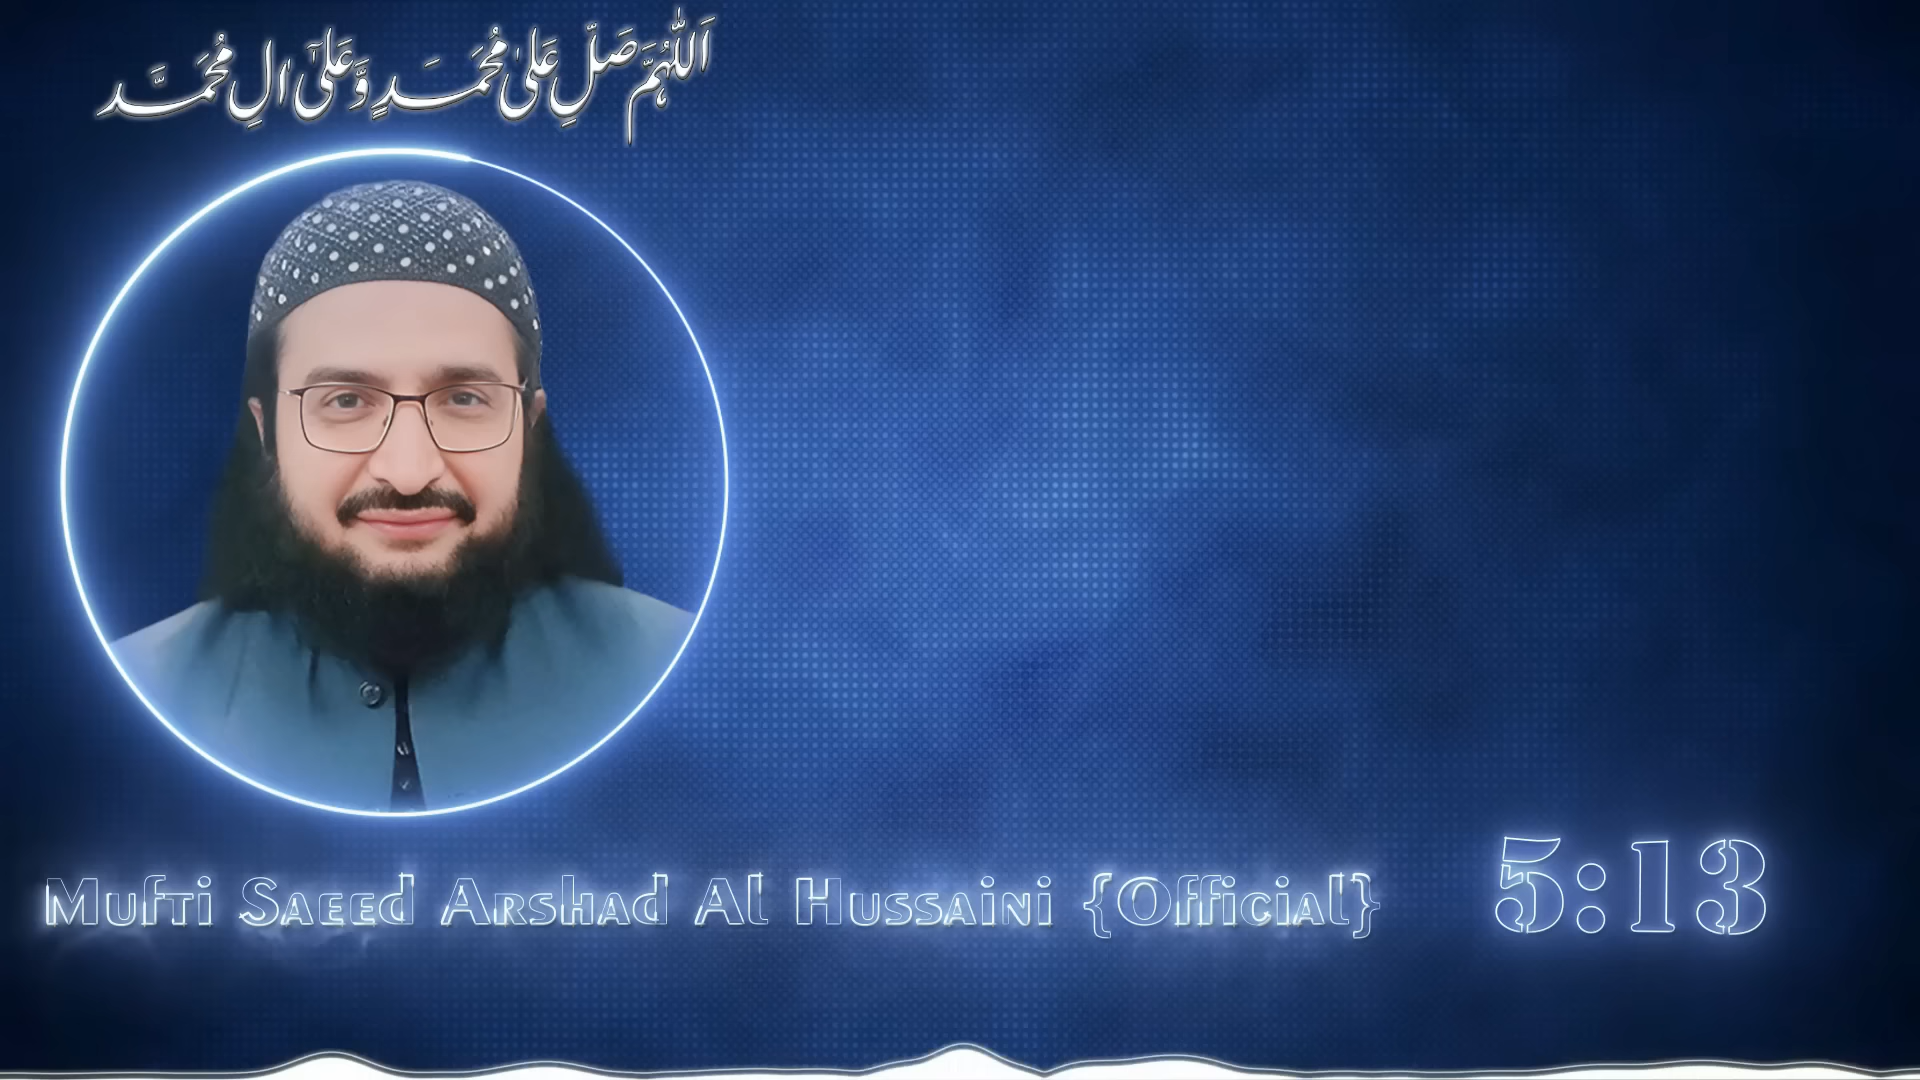 اَللّٰهُمَّ صَلِّ عَلٰى مُحَمَّدٍ وَّعَلٰٓى اٰلِ مُحَمَّد
Mufti Saeed Arshad Al Hussaini {Official}
5:13